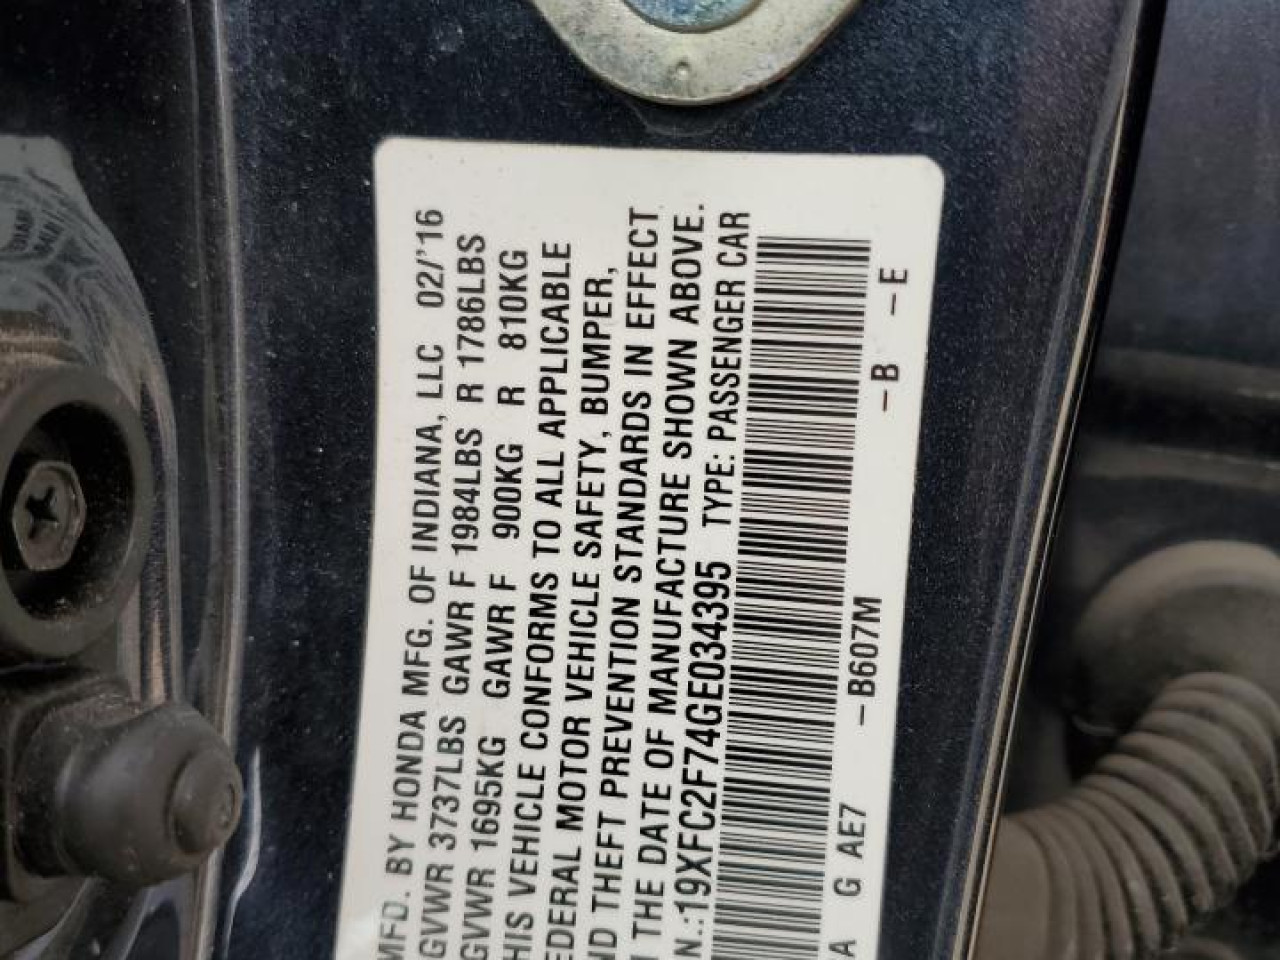 MFD. BY HONDA MFG. OF INDIANA, LLC 02/'16
GVWR 3737LBS GAWR F 1984LBS R 1786LBS
GVWR 1695KG GAWR F 900KG R 810KG
HIS VEHICLE CONFORMS TO ALL APPLICABLE
EDERAL MOTOR VEHICLE SAFETY, BUMPER,
ND THEFT PREVENTION STANDARDS IN EFFECT
THE DATE OF MANUFACTURE SHOWN ABOVE.
N.:19XFC2F74GE034395 TYPE: PASSENGER CAR
-B607M -B -E
A G AE7